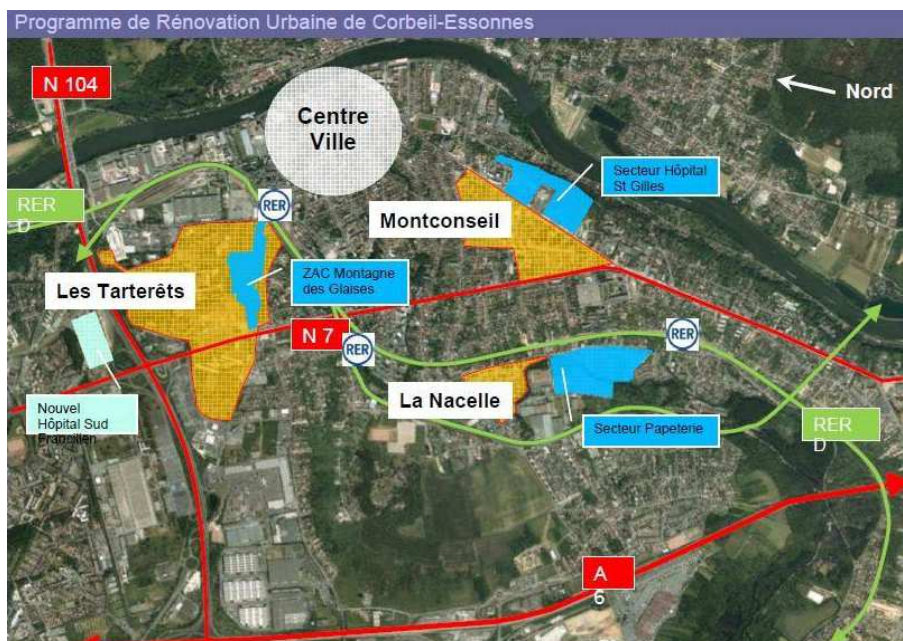 Programme de Rénovation Urbaine de Corbeil-Essonnes
N 104
Nord
Centre
Ville
Secteur Hôpital
St Gilles
RER
D
RER
Montconseil
ZAC Montagne
des Glaises
Les Tarterêts
N 7
RER
RER
La Nacelle
Nouvel
Hôpital Sud
Francilien
Secteur Papeterie
RER
D
A
6